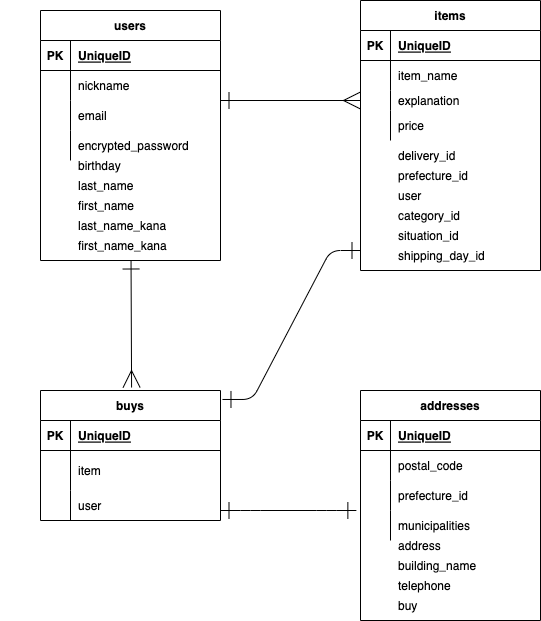 users
PK UniqueID
nickname
email
encrypted_password
birthday
last_name
first_name
last_name_kana
first_name_kana
items
PK UniqueID
item_name
explanation
price
delivery_id
prefecture_id
user
category_id
situation_id
shipping_day_id
buys
PK UniqueID
item
user
addresses
PK UniqueID
postal_code
prefecture_id
municipalities
address
building_name
telephone
buy